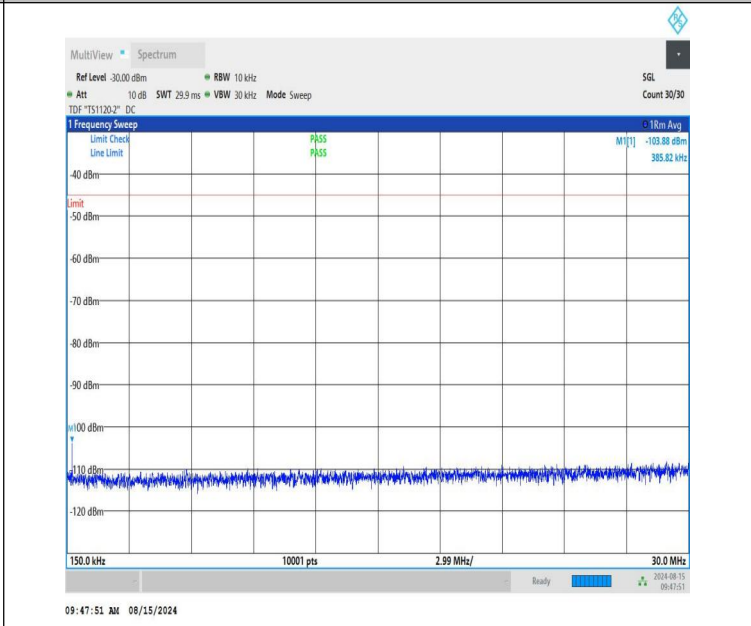 MultiView Spectrum
Ref Level -30.00 dBm RBW 10 kHz SGL
Att 10 dB SWT 29.9 ms VBW 30 kHz Mode Sweep Count 30/30
TDF "TS1120-2" DC
1 Frequency Sweep 1Rm Avg
Limit Check PASS M1[1] -103.88 dBm
Line Limit PASS 385.82 kHz
-40 dBm
Limit
-50 dBm
-60 dBm
-70 dBm
-80 dBm
-90 dBm
M1
-100 dBm
-110 dBm
-120 dBm
150.0 kHz 10001 pts 2.99 MHz/ 30.0 MHz
Ready 2024-08-15
09:47:51
09:47:51 AM 08/15/2024